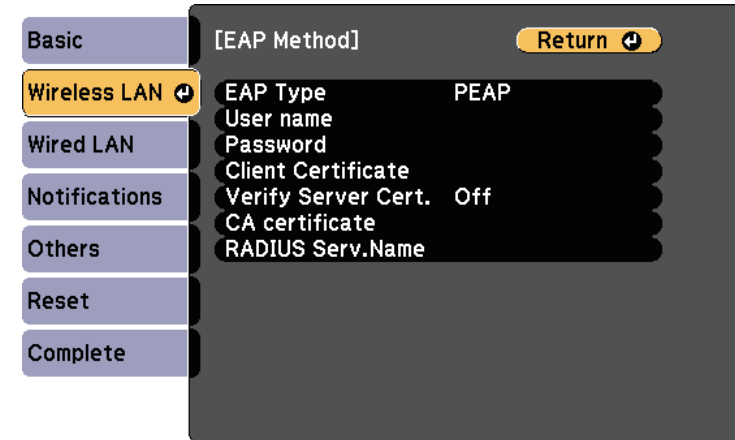 Basic
Wireless LAN
Wired LAN
Notifications
Others
Reset
Complete
[EAP Method]
Return
EAP Type PEAP
User name
Password
Client Certificate
Verify Server Cert. Off
CA certificate
RADIUS Serv.Name